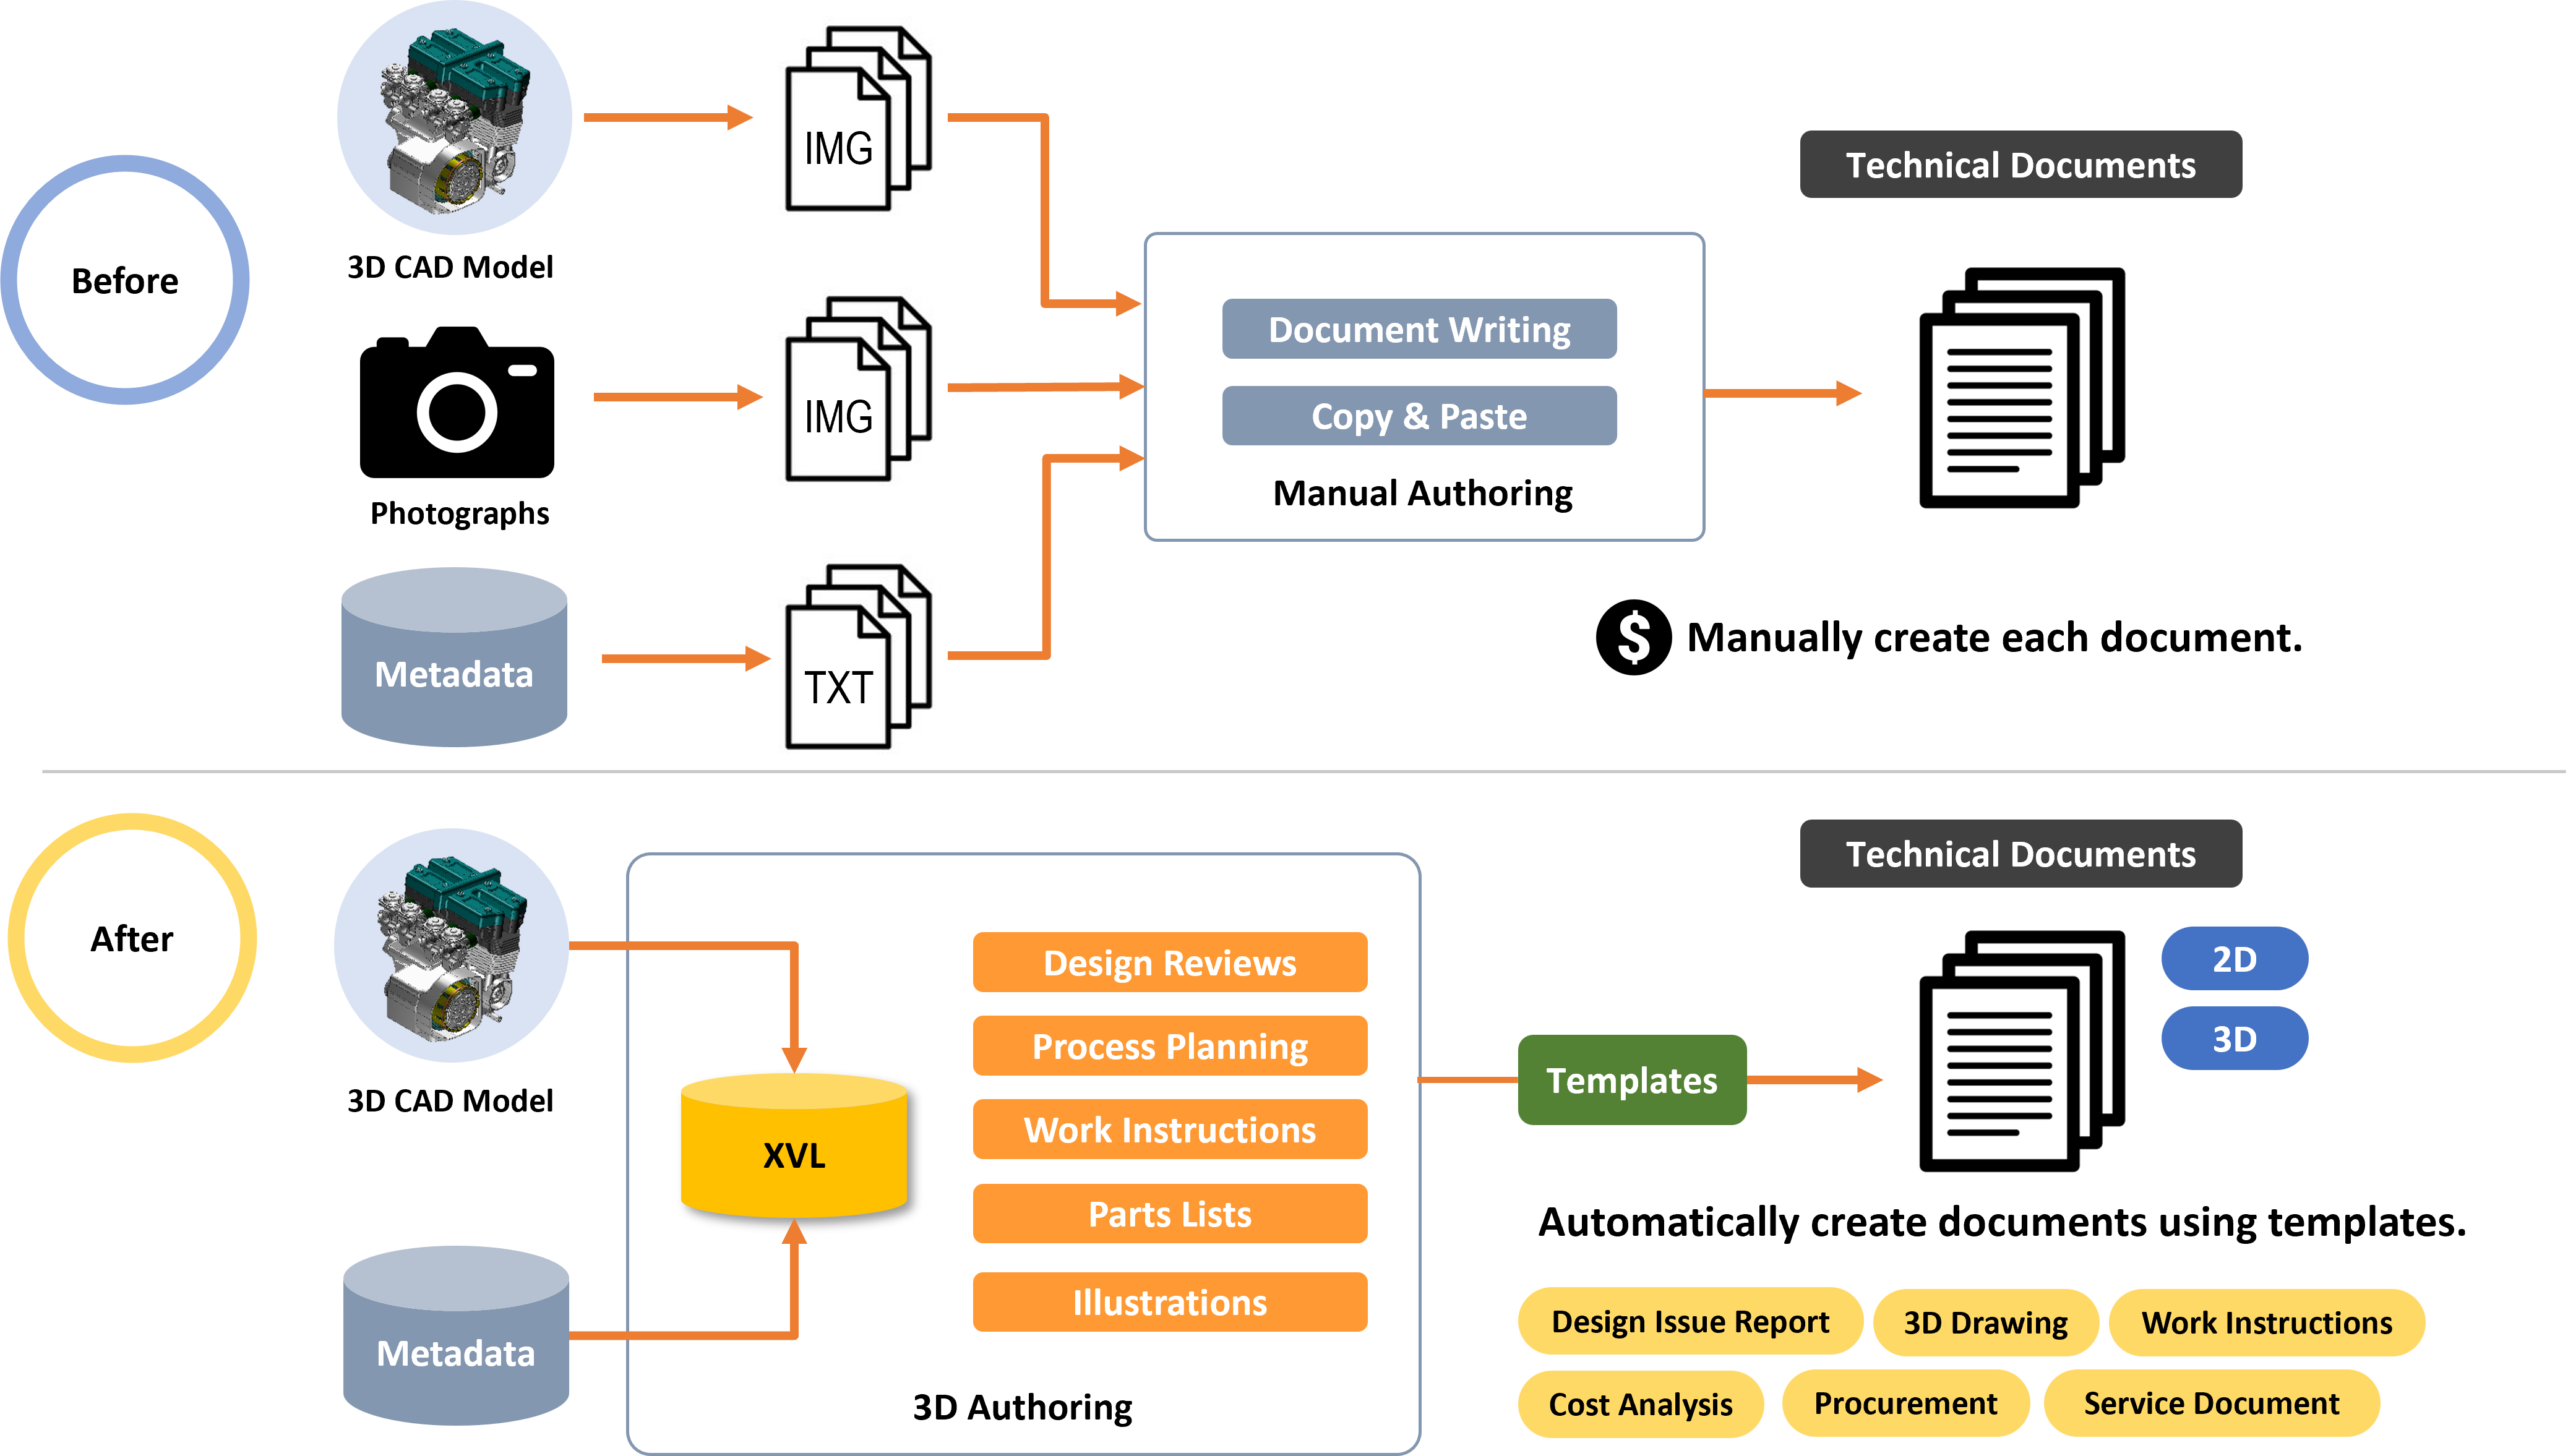 Before
3D CAD Model
IMG
Photographs
IMG
Metadata
TXT
Document Writing
Copy & Paste
Manual Authoring
Technical Documents
$ Manually create each document.
After
3D CAD Model
Metadata
XVL
Design Reviews
Process Planning
Work Instructions
Parts Lists
Illustrations
3D Authoring
Templates
Technical Documents
2D
3D
Automatically create documents using templates.
Design Issue Report
3D Drawing
Work Instructions
Cost Analysis
Procurement
Service Document